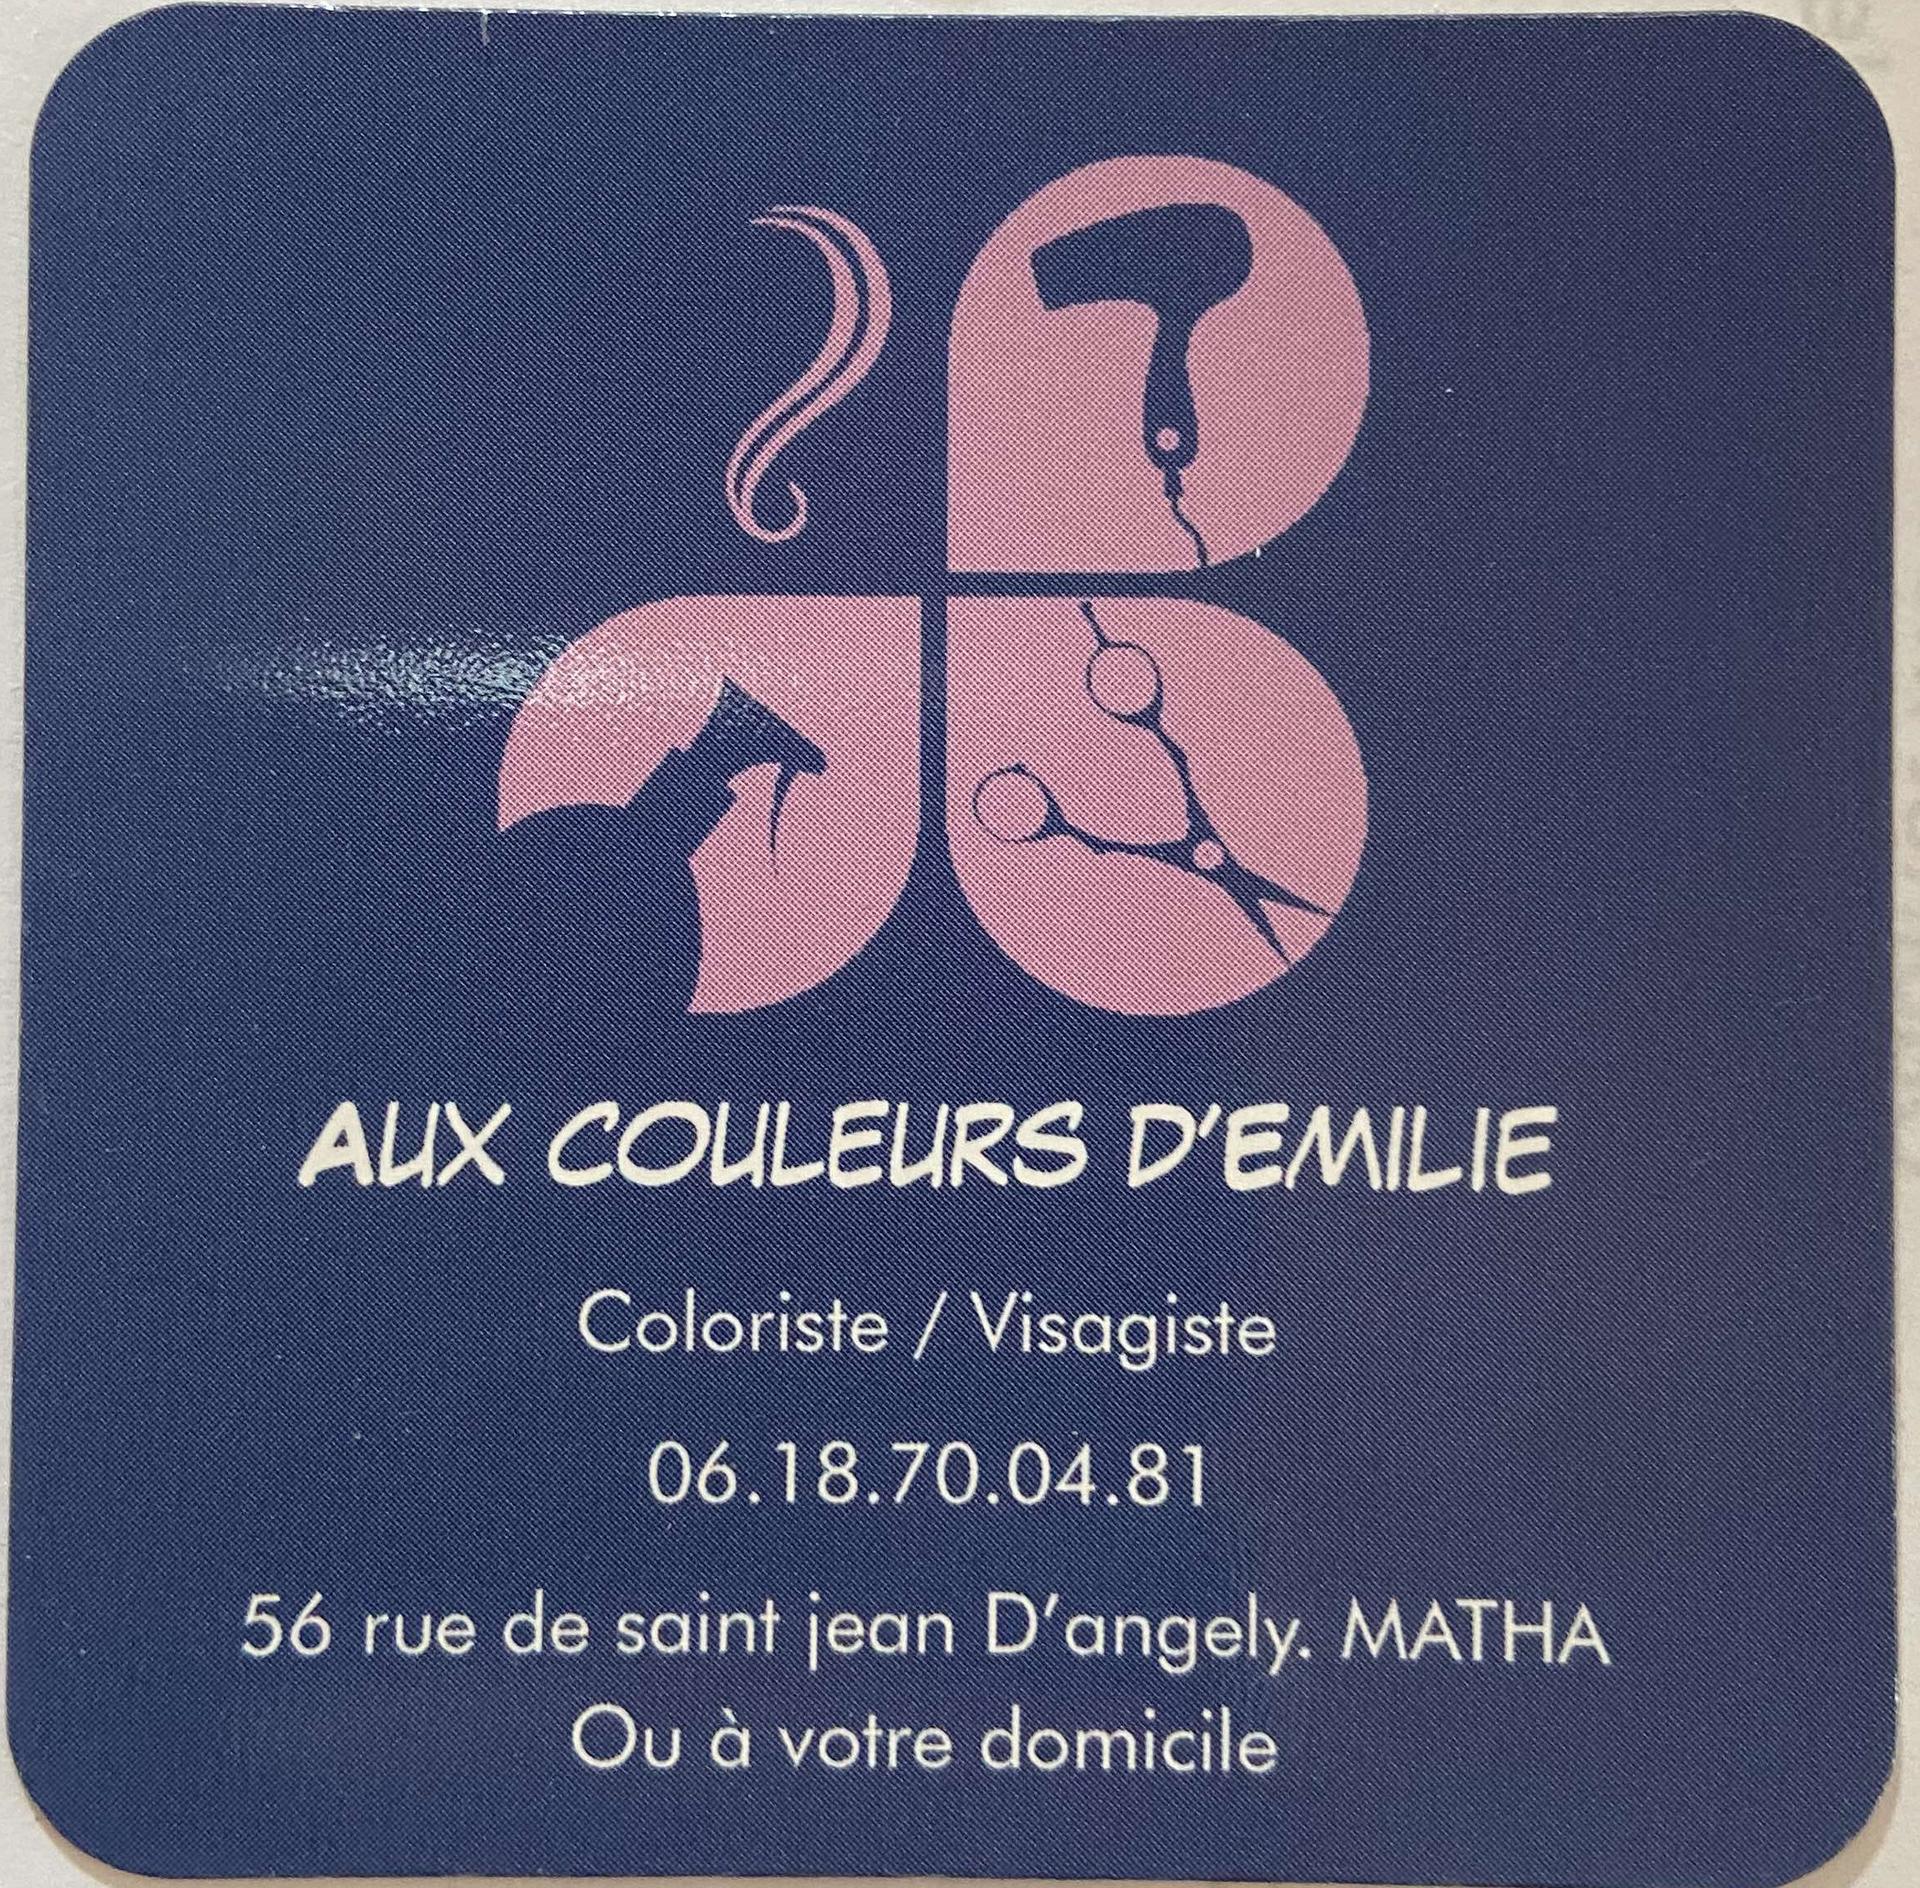 AUX COULEURS D'EMILIE
Coloriste / Visagiste
06.18.70.04.81
56 rue de saint jean D'angely. MATHA
Ou à votre domicile